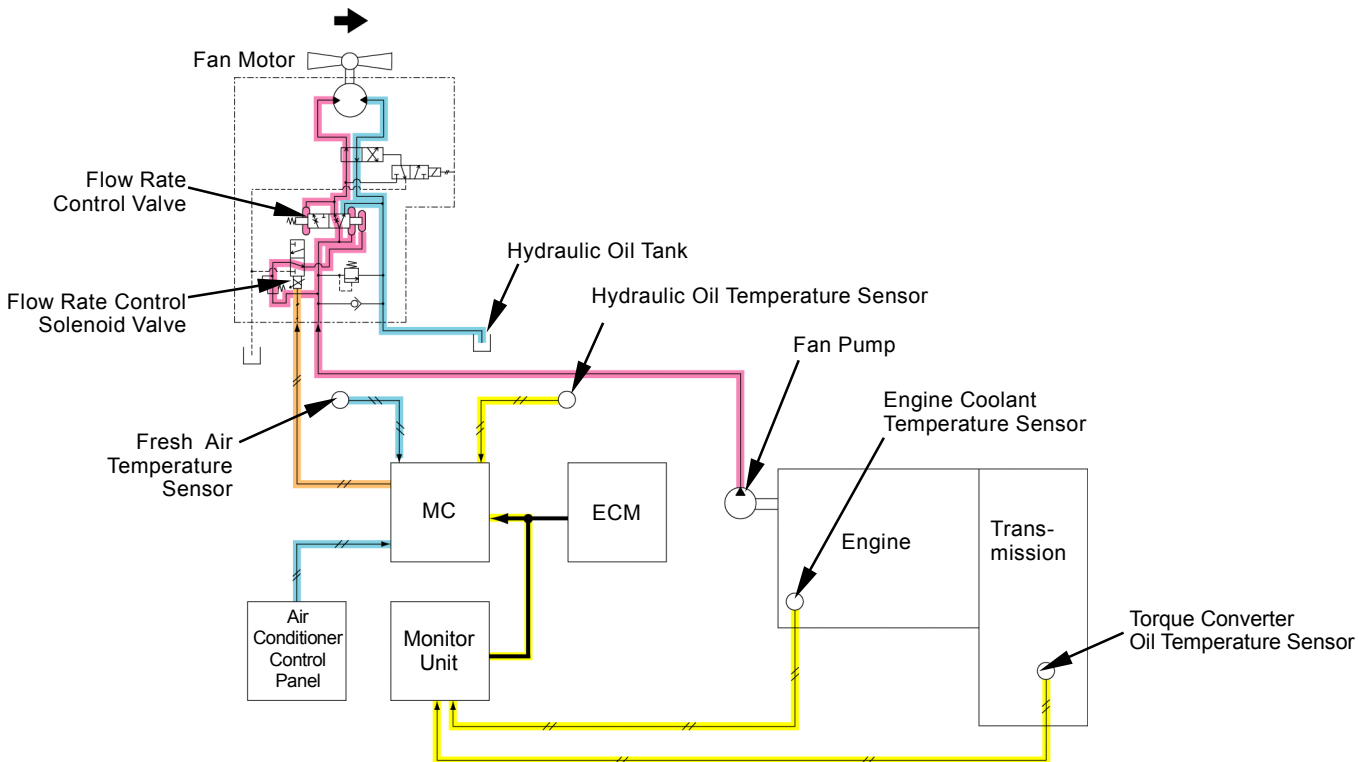 Fan Motor
Flow Rate
Control Valve
Flow Rate Control
Solenoid Valve
Hydraulic Oil Tank
Hydraulic Oil Temperature Sensor
Fan Pump
Engine Coolant
Temperature Sensor
Fresh Air
Temperature
Sensor
MC
ECM
Engine
Trans-
mission
Air
Conditioner
Control
Panel
Monitor
Unit
Torque Converter
Oil Temperature Sensor